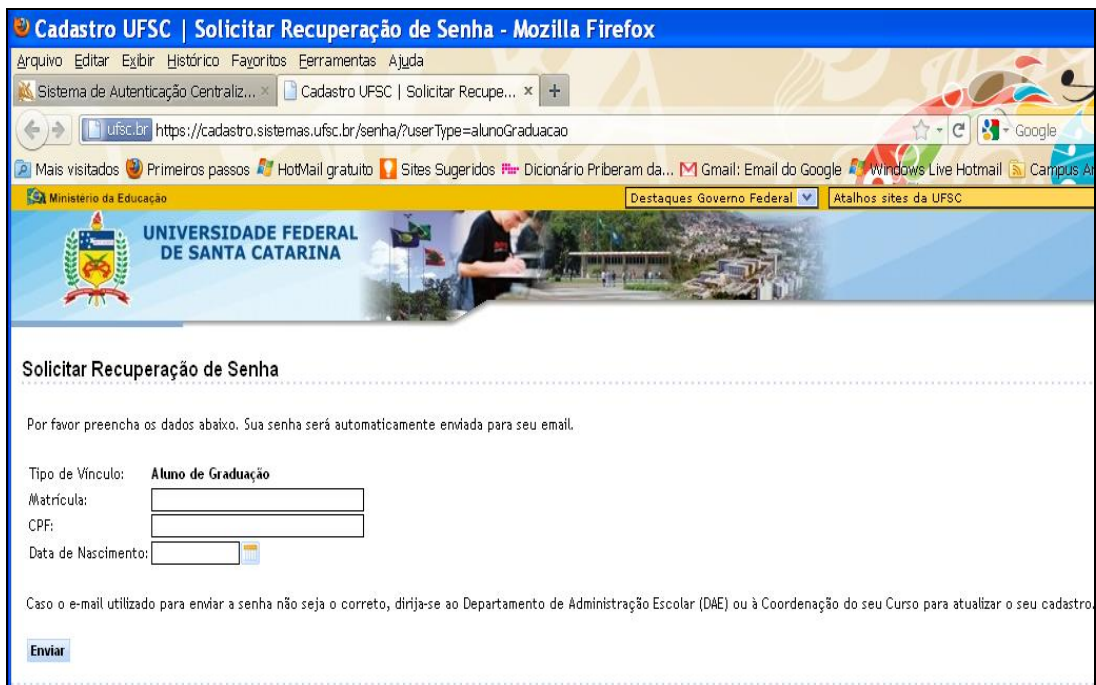 Cadastro UFSC | Solicitar Recuperação de Senha - Mozilla Firefox
Arquivo Editar Exibir Histórico Favoritos Ferramentas Ajuda
Sistema de Autenticação Centraliz... × Cadastro UFSC | Solicitar Recupe... × +
ufsc.br https://cadastro.sistemas.ufsc.br/senha/?userType=alunoGraduacao Google
Mais visitados Primeiros passos HotMail gratuito Sites Sugeridos Dicionário Priberam da... Gmail: Email do Google Windows Live Hotmail Campus
Ministério da Educação Destaques Governo Federal Atalhos sites da UFSC
UNIVERSIDADE FEDERAL
DE SANTA CATARINA
Solicitar Recuperação de Senha
Por favor preencha os dados abaixo. Sua senha será automaticamente enviada para seu email.
Tipo de Vínculo: Aluno de Graduação
Matrícula:
CPF:
Data de Nascimento:
Caso o e-mail utilizado para enviar a senha não seja o correto, dirija-se ao Departamento de Administração Escolar (DAE) ou à Coordenação do seu Curso para atualizar o seu cadastro.
Enviar